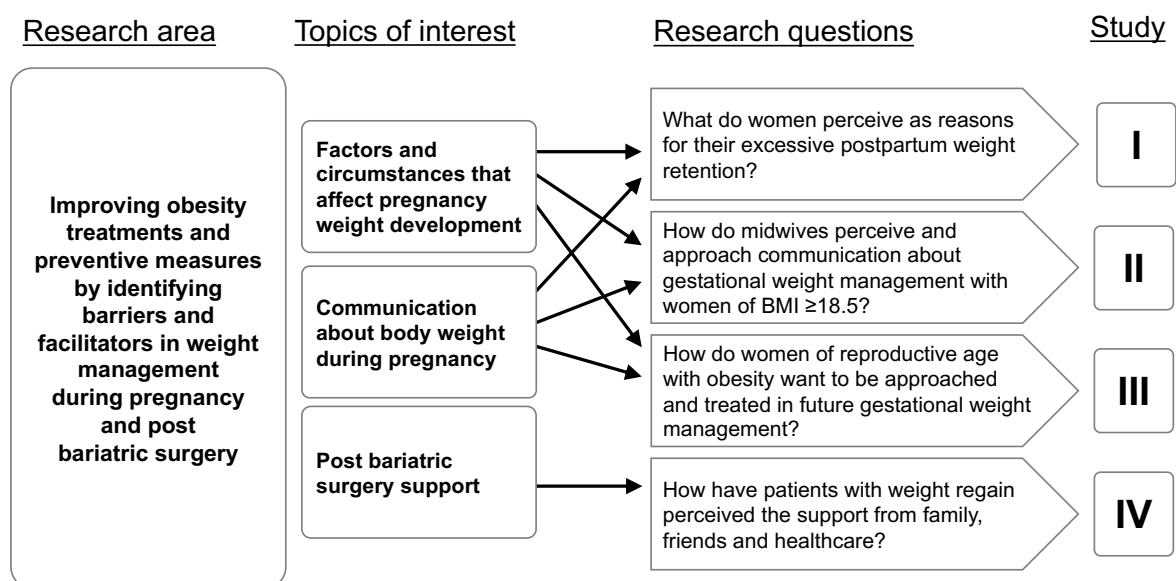 Research area
Topics of interest
Research questions
Study
Improving obesity
treatments and
preventive measures
by identifying
barriers and
facilitators in weight
management
during pregnancy
and post
bariatric surgery
Factors and
circumstances that
affect pregnancy
weight development
Communication
about body weight
during pregnancy
Post bariatric
surgery support
What do women perceive as reasons
for their excessive postpartum weight
retention?
I
How do midwives perceive and
approach communication about
gestational weight management with
women of BMI ≥18.5?
II
How do women of reproductive age
with obesity want to be approached
and treated in future gestational weight
management?
III
How have patients with weight regain
perceived the support from family,
friends and healthcare?
IV